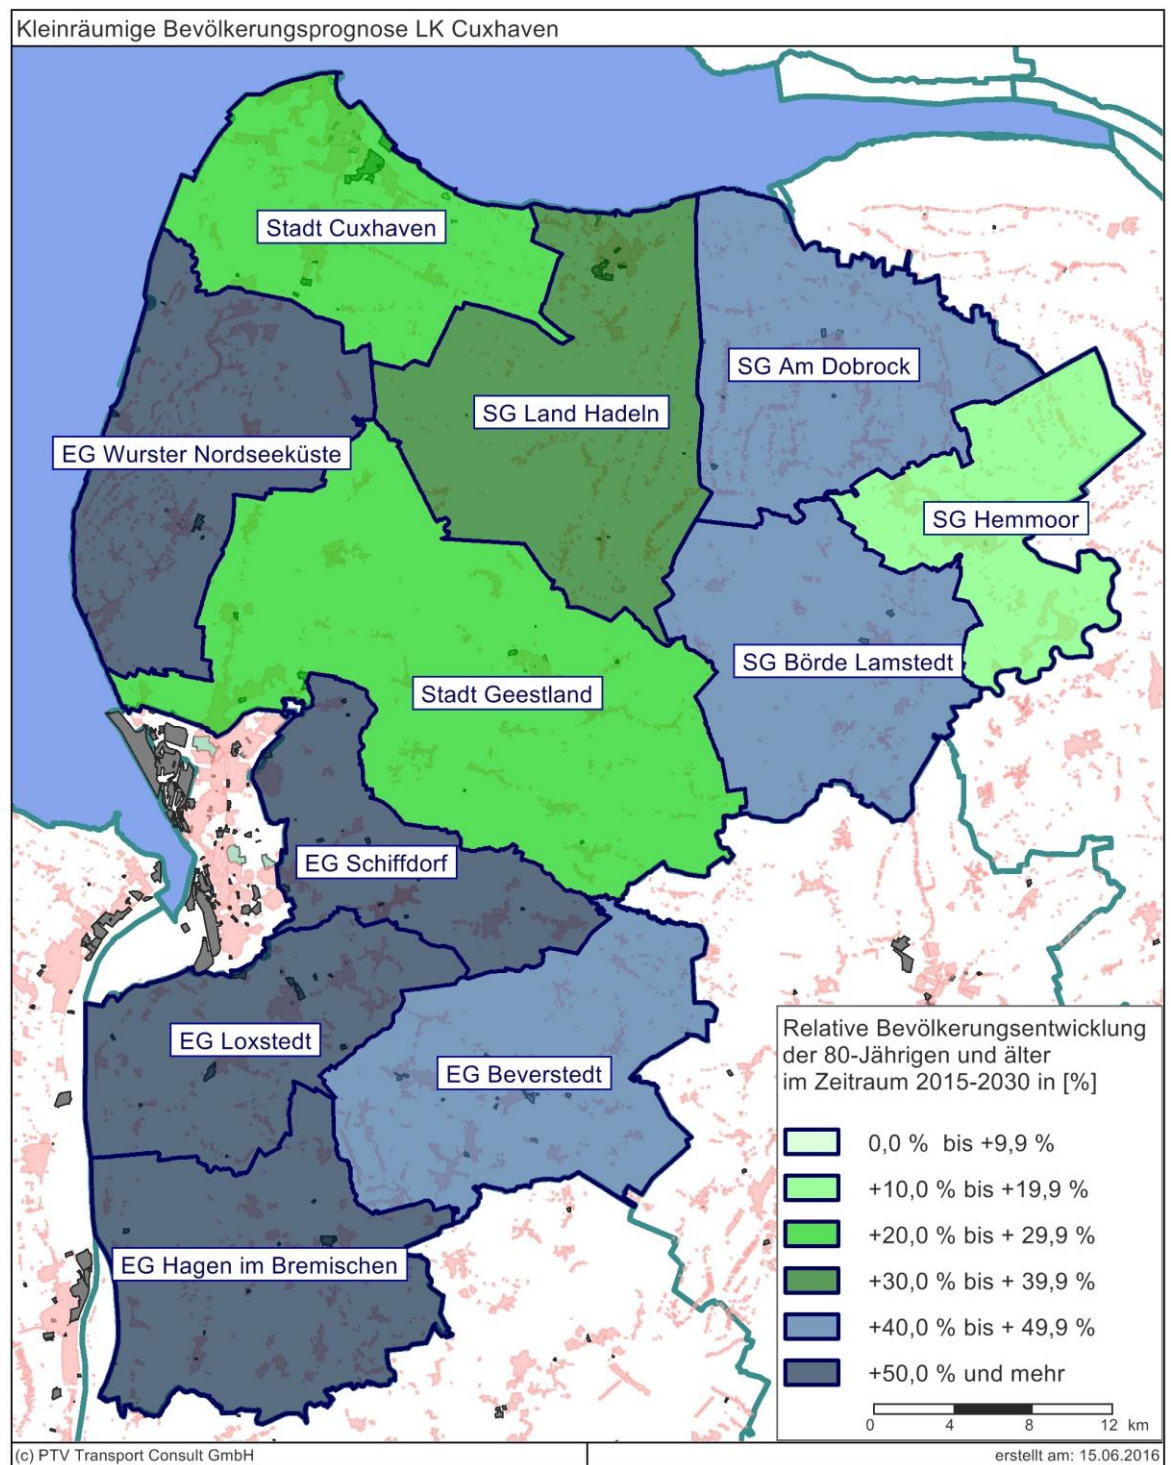 Kleinräumige Bevölkerungsprognose LK Cuxhaven
Stadt Cuxhaven
SG Am Dobrock
SG Land Hadeln
EG Wurster Nordseeküste
SG Hemmoor
SG Börde Lamstedt
Stadt Geestland
EG Schiffdorf
EG Loxstedt
EG Beverstedt
EG Hagen im Bremischen
Relative Bevölkerungsentwicklung
der 80-Jährigen und älter
im Zeitraum 2015-2030 in [%]
0,0 % bis +9,9 %
+10,0 % bis +19,9 %
+20,0 % bis + 29,9 %
+30,0 % bis + 39,9 %
+40,0 % bis + 49,9 %
+50,0 % und mehr
0 4 8 12 km
(c) PTV Transport Consult GmbH
erstellt am: 15.06.2016